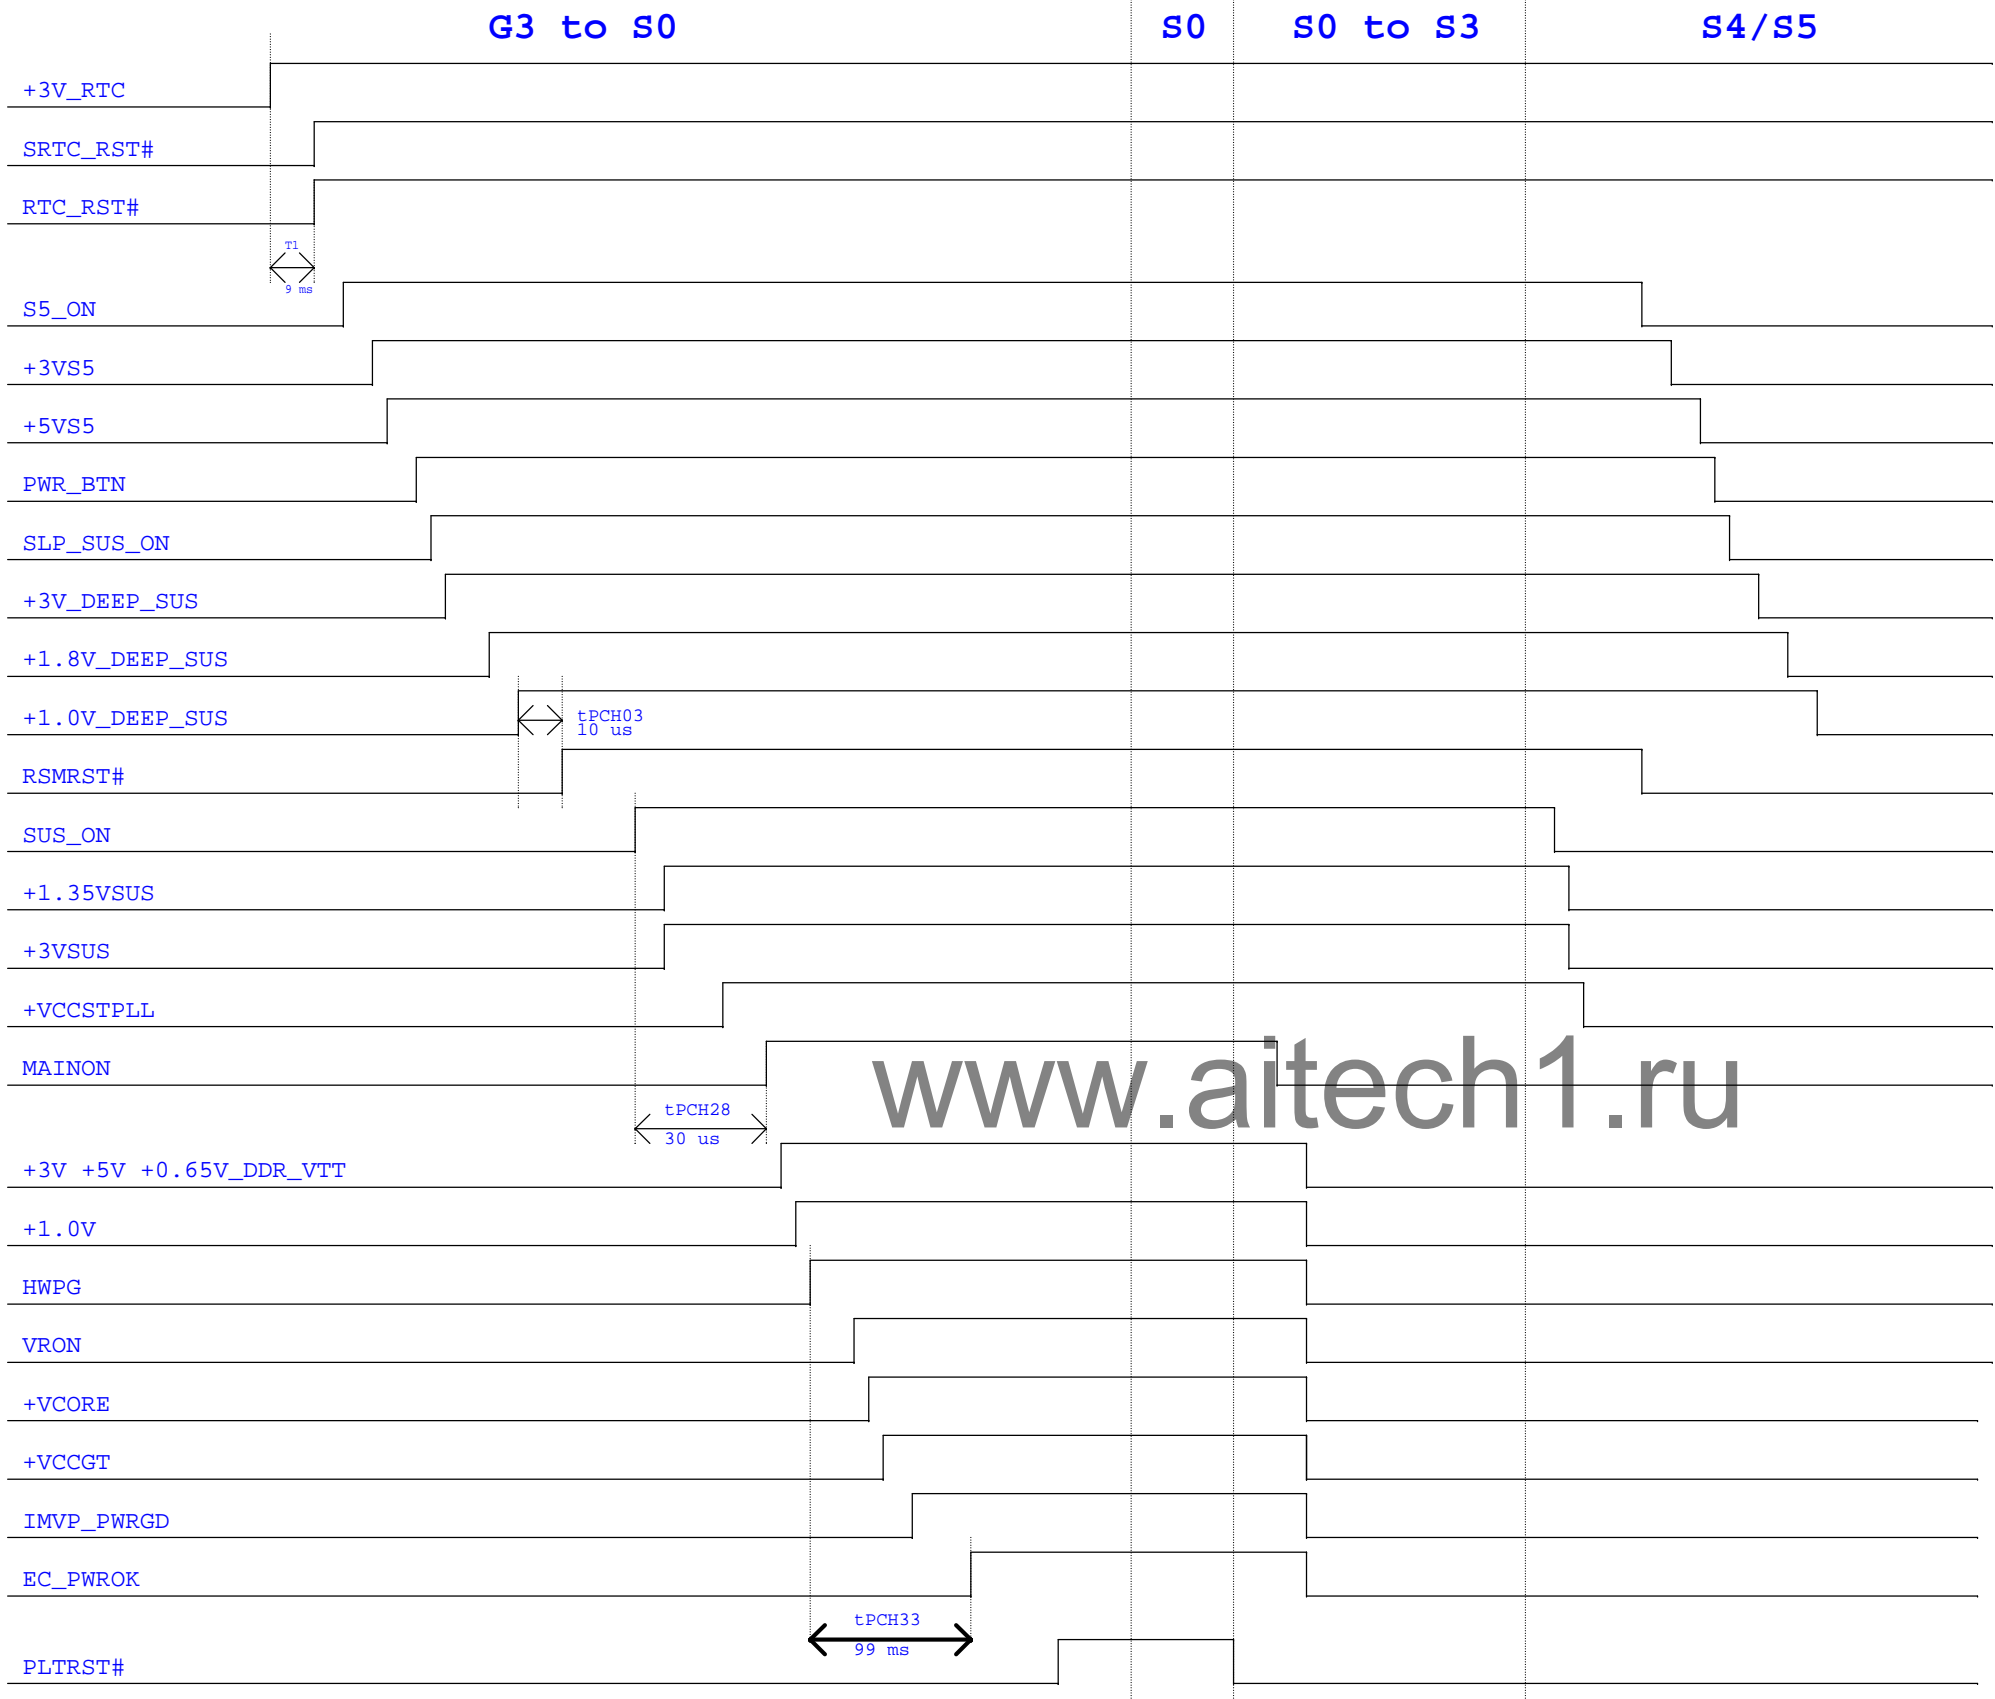 G3 to S0 S0 S0 to S3 S4/S5
+3V_RTC
SRTC_RST#
RTC_RST#
T1
9 ms
S5_ON
+3VS5
+5VS5
PWR_BTN
SLP_SUS_ON
+3V_DEEP_SUS
+1.8V_DEEP_SUS
+1.0V_DEEP_SUS
tPCH03
10 us
RSMRST#
SUS_ON
+1.35VSUS
+3VSUS
+VCCSTPLL
MAINON
www.aitech1.ru
tPCH28
30 us
+3V +5V +0.65V_DDR_VTT
+1.0V
HWPG
VRON
+VCORE
+VCCGT
IMVP_PWRGD
EC_PWROK
tPCH33
99 ms
PLTRST#